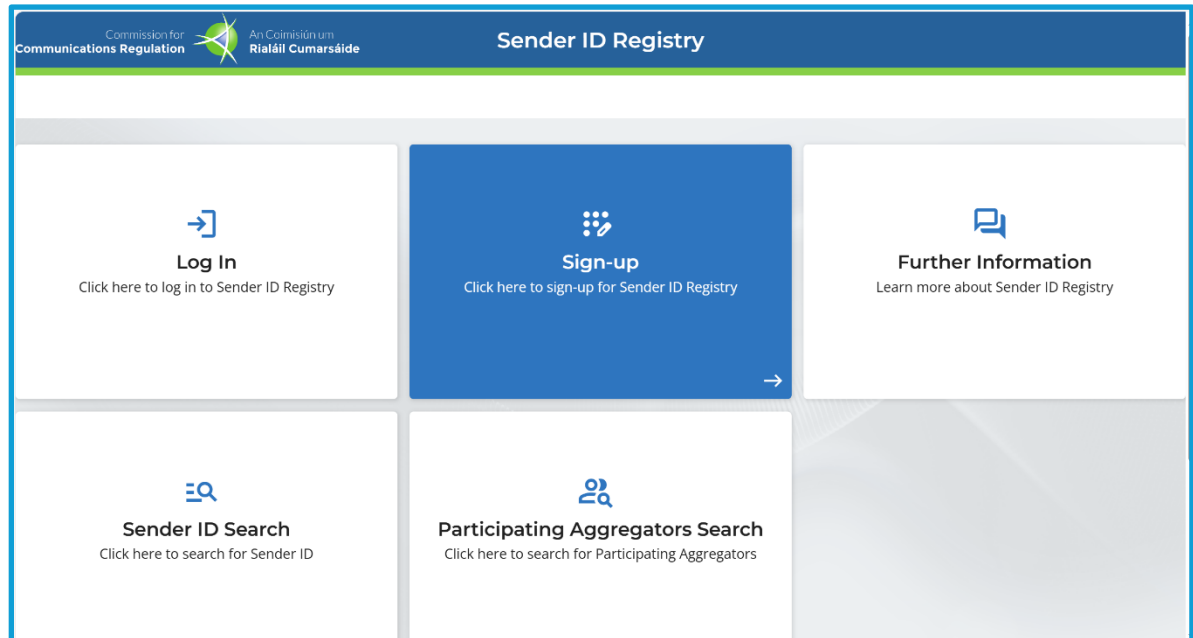 Commission for
Communications Regulation
An Coimisiún um
Rialáil Cumarsáide
Sender ID Registry
Log In
Click here to log in to Sender ID Registry
Sign-up
Click here to sign-up for Sender ID Registry
Further Information
Learn more about Sender ID Registry
Sender ID Search
Click here to search for Sender ID
Participating Aggregators Search
Click here to search for Participating Aggregators